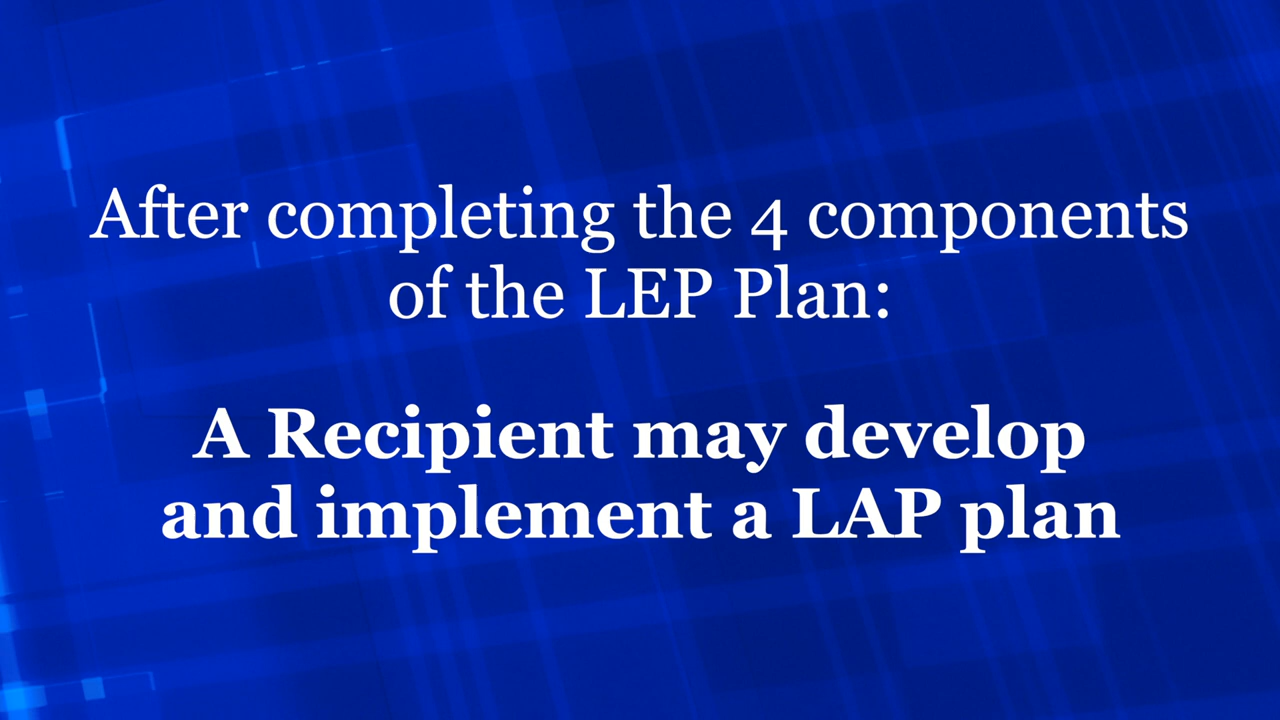 After completing the 4 components
of the LEP Plan:
A Recipient may develop
and implement a LAP plan